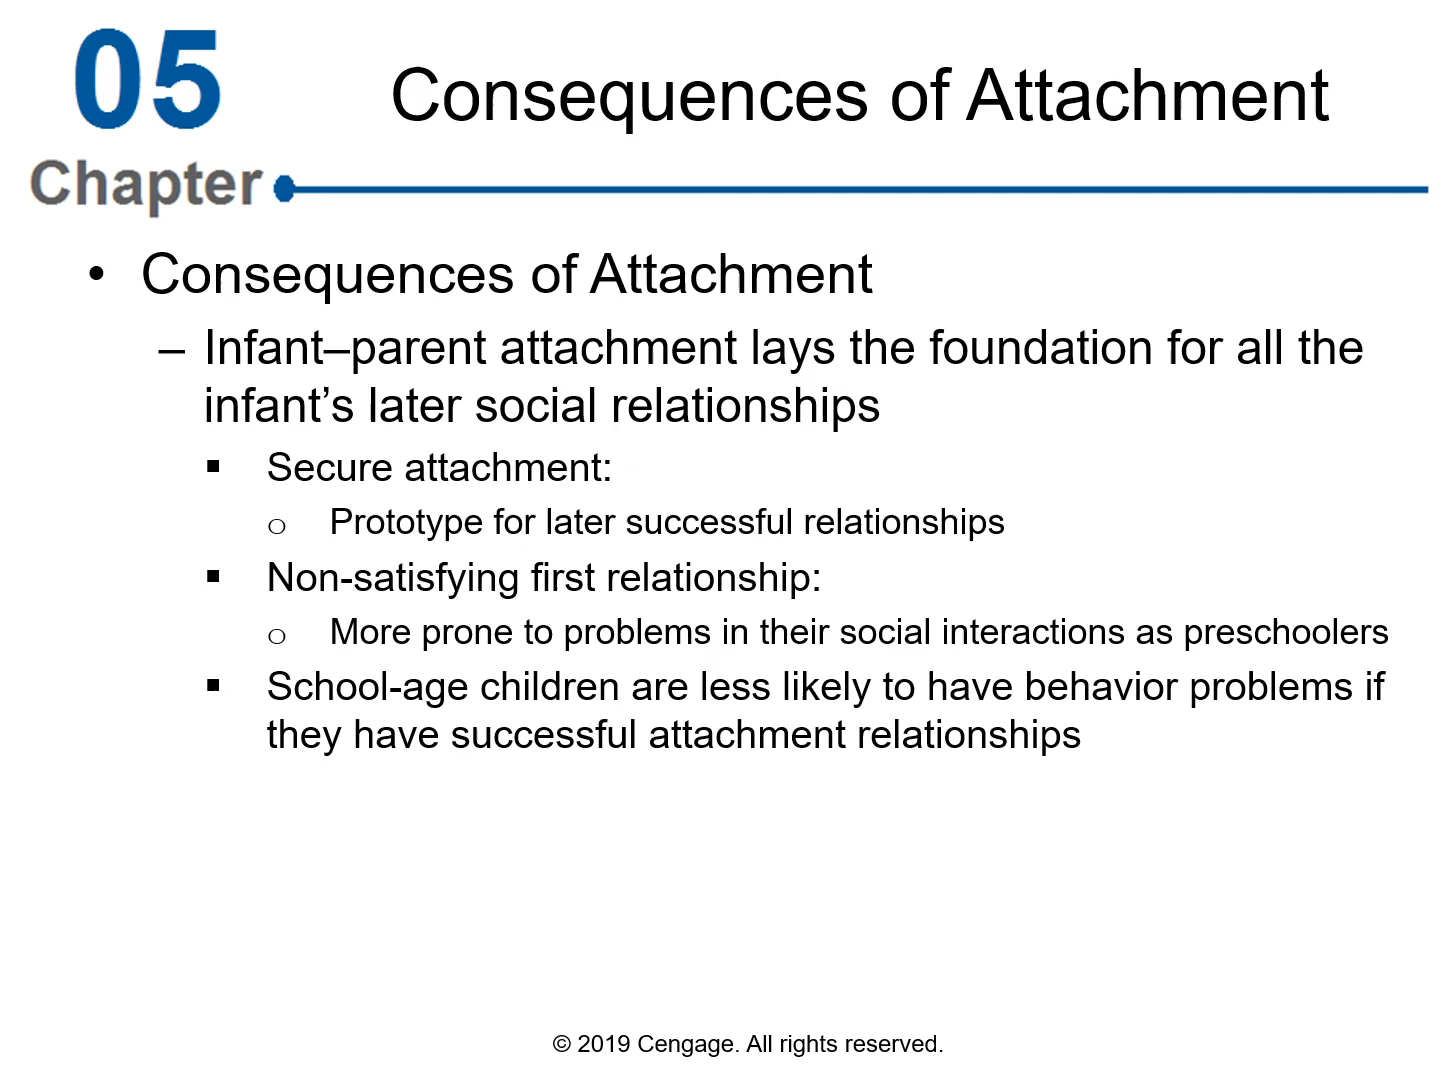 05
Chapter
Consequences of Attachment
• Consequences of Attachment
– Infant–parent attachment lays the foundation for all the
infant’s later social relationships
▪ Secure attachment:
o Prototype for later successful relationships
▪ Non-satisfying first relationship:
o More prone to problems in their social interactions as preschoolers
▪ School-age children are less likely to have behavior problems if
they have successful attachment relationships
© 2019 Cengage. All rights reserved.